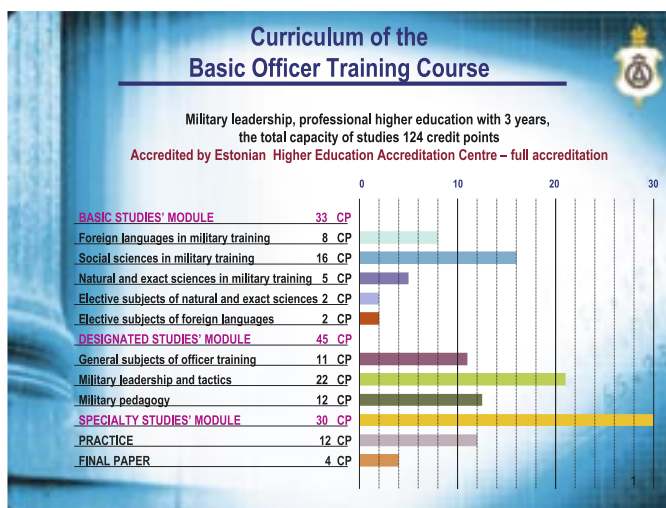 Curriculum of the
Basic Officer Training Course
Military leadership, professional higher education with 3 years,
the total capacity of studies 124 credit points
Accredited by Estonian Higher Education Accreditation Centre – full accreditation
0 10 20 30
BASIC STUDIES' MODULE 33 CP
Foreign languages in military training 8 CP
Social sciences in military training 16 CP
Natural and exact sciences in military training 5 CP
Elective subjects of natural and exact sciences 2 CP
Elective subjects of foreign languages 2 CP
DESIGNATED STUDIES' MODULE 45 CP
General subjects of officer training 11 CP
Military leadership and tactics 22 CP
Military pedagogy 12 CP
SPECIALTY STUDIES' MODULE 30 CP
PRACTICE 12 CP
FINAL PAPER 4 CP
1